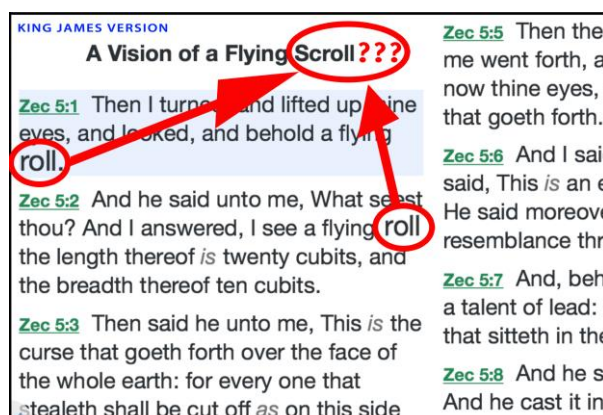 KING JAMES VERSION
A Vision of a Flying Scroll???
Zec 5:1 Then I turned, and lifted up mine
eyes, and looked, and behold a flying
roll.
Zec 5:2 And he said unto me, What seest
thou? And I answered, I see a flying roll
the length thereof is twenty cubits, and
the breadth thereof ten cubits.
Zec 5:3 Then said he unto me, This is the
curse that goeth forth over the face of
the whole earth: for every one that
stealeth shall be cut off as on this side
Zec 5:5 Then the
me went forth, a
now thine eyes,
that goeth forth.
Zec 5:6 And I sai
said, This is an e
He said moreove
resemblance thr
Zec 5:7 And, beh
a talent of lead:
that sitteth in the
Zec 5:8 And he s
And he cast it in